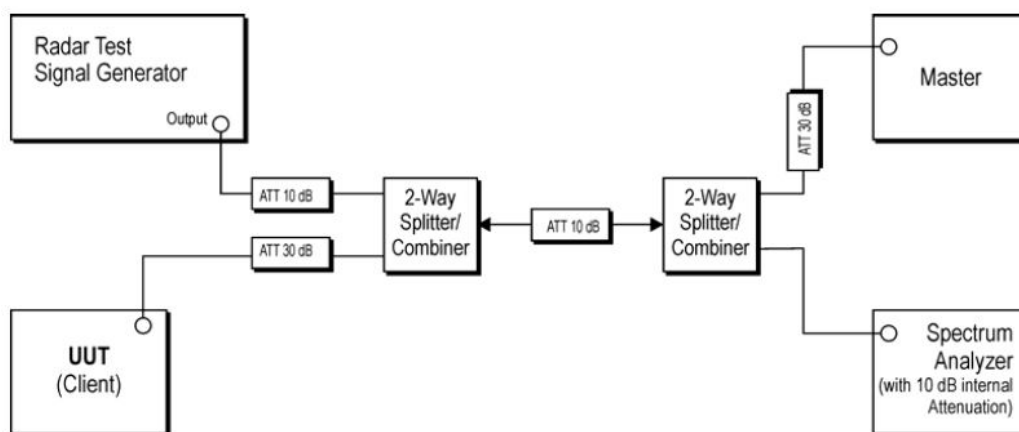 Radar Test
Signal Generator
Output
ATT 10 dB
2-Way
Splitter/
Combiner
ATT 30 dB
UUT
(Client)
ATT 10 dB
2-Way
Splitter/
Combiner
ATT 30 dB
Master
Spectrum
Analyzer
(with 10 dB internal
Attenuation)